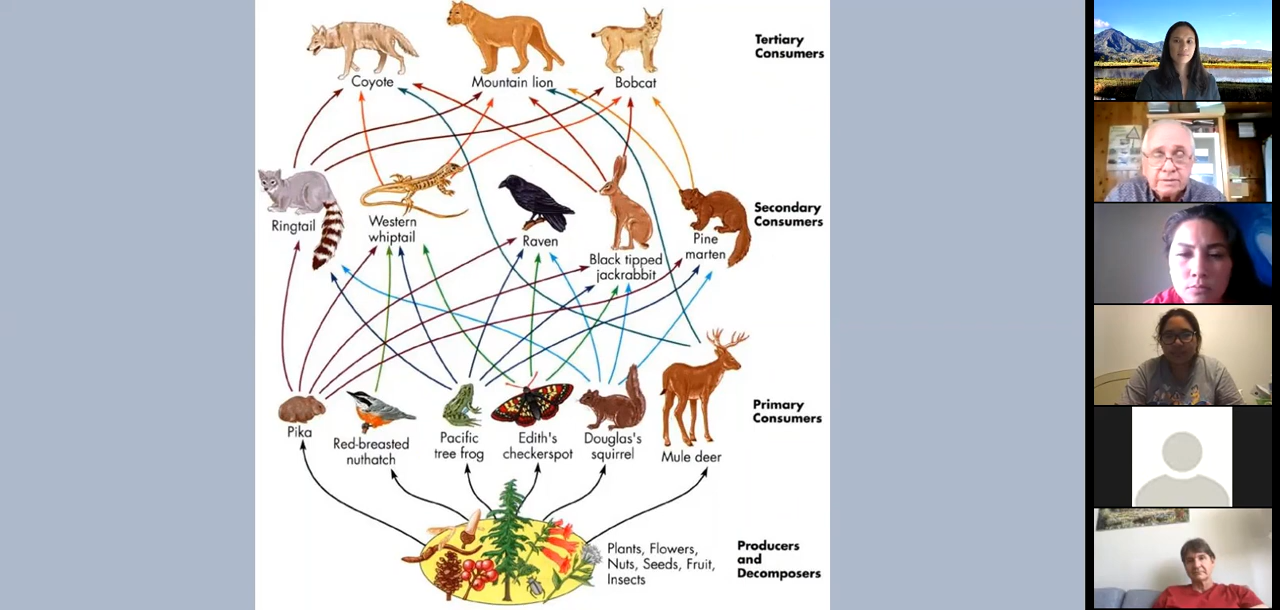 Tertiary
Consumers
Coyote
Mountain lion
Bobcat
Secondary
Consumers
Ringtail
Western
whiptail
Raven
Black tipped
jackrabbit
Pine
marten
Primary
Consumers
Pika
Red-breasted
nuthatch
Pacific
tree frog
Edith's
checkerspot
Douglas's
squirrel
Mule deer
Plants, Flowers,
Nuts, Seeds, Fruit,
Insects
Producers
and
Decomposers